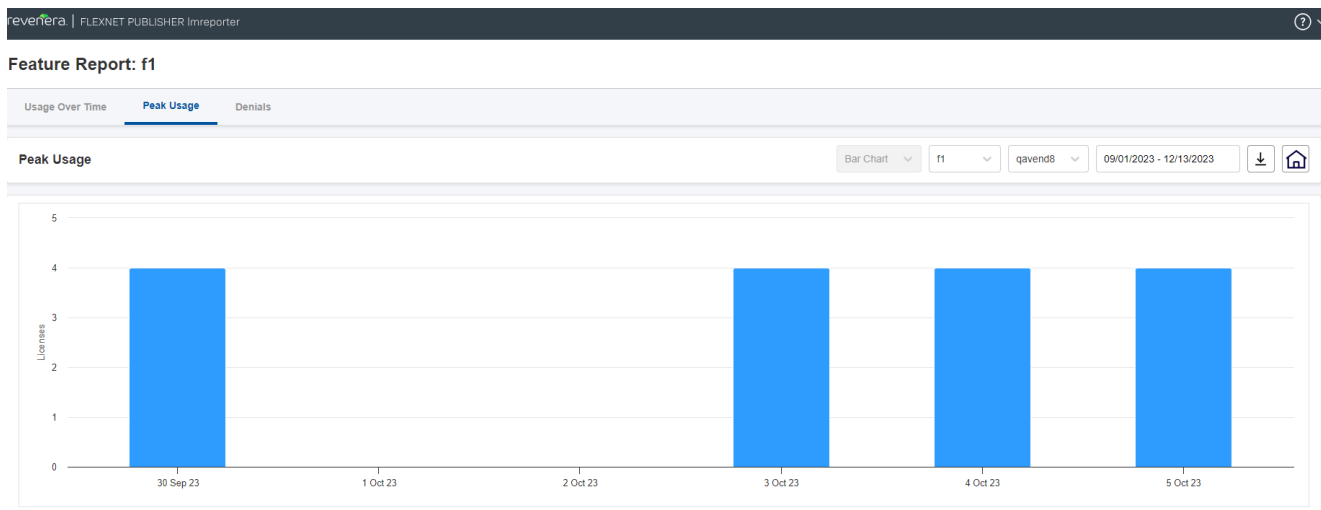 revenera. | FLEXNET PUBLISHER lmreporter
?
Feature Report: f1
Usage Over Time Peak Usage Denials
Peak Usage
Bar Chart f1 qavend8 09/01/2023 - 12/13/2023
5
4
3
2
1
0
Licenses
30 Sep 23 1 Oct 23 2 Oct 23 3 Oct 23 4 Oct 23 5 Oct 23